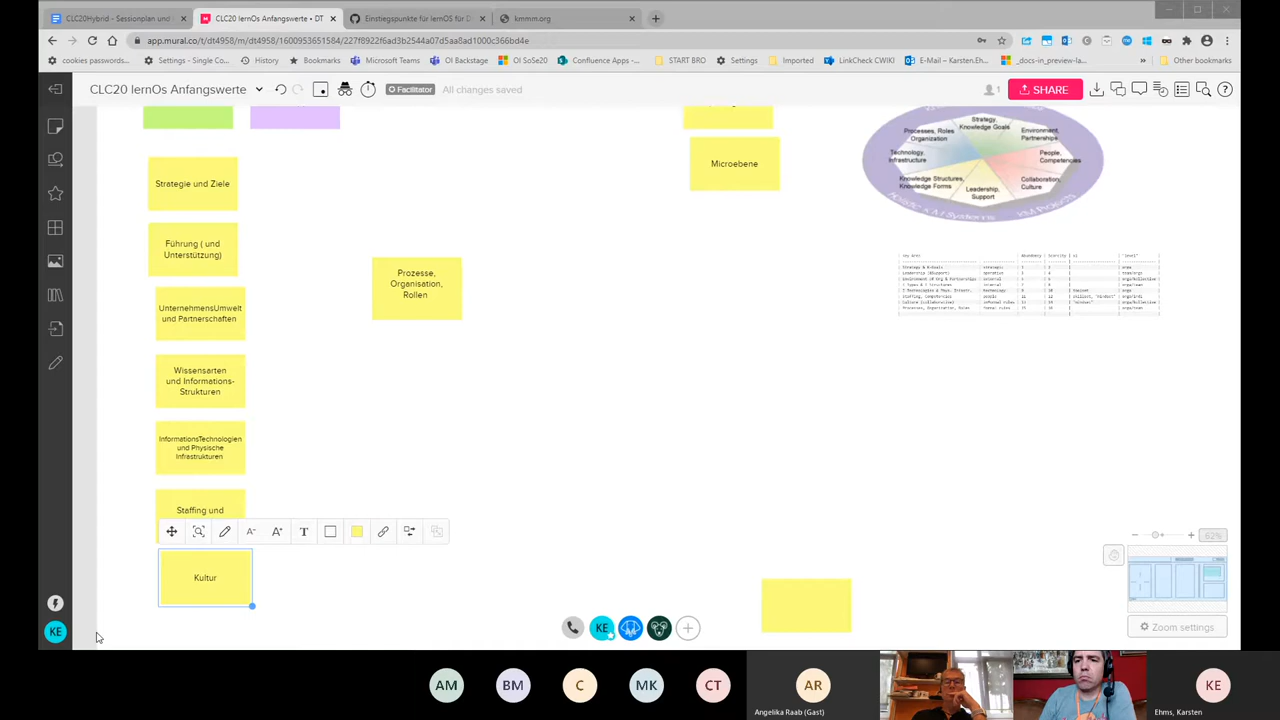 CLC20Hybrid - Sessionplan und
CLC20 lernOs Anfangswerte • DT
Einstiegspunkte für lernOS für D
kmmm.org
app.mural.co/t/dt4958/m/dt4958/1600953651584/227f8922f6ad3b2544a07d5aa8ad1000c366bd4e
cookies passwords...
Settings - Single Co...
History
Bookmarks
Microsoft Teams
OI Backstage
OI SoSe20
Confluence Apps -...
START BRO
Settings
Imported
LinkCheck CWIKI
E-Mail – Karsten.Eh...
_docs-in_preview-la...
Other bookmarks
CLC20 lernOs Anfangswerte
Facilitator
All changes saved
1
SHARE
Strategy,
Knowledge Goals
Processes, Roles
Organization
Environment,
Partnerships
Technology,
Infrastructure
People,
Competencies
Knowledge Structures,
Knowledge Forms
Collaboration,
Culture
Leadership,
Support
Microebene
Strategie und Ziele
Führung ( und
Unterstützung)
Prozesse,
Organisation,
Rollen
UnternehmensUmwelt
und Partnerschaften
Wissensarten
und Informations-
Strukturen
InformationsTechnologien
und Physische
Infrastrukturen
Staffing und
Kultur
62%
Zoom settings
KE
KE
AM
BM
C
MK
CT
AR
KE
Angelika Raab (Gast)
Ehms, Karsten